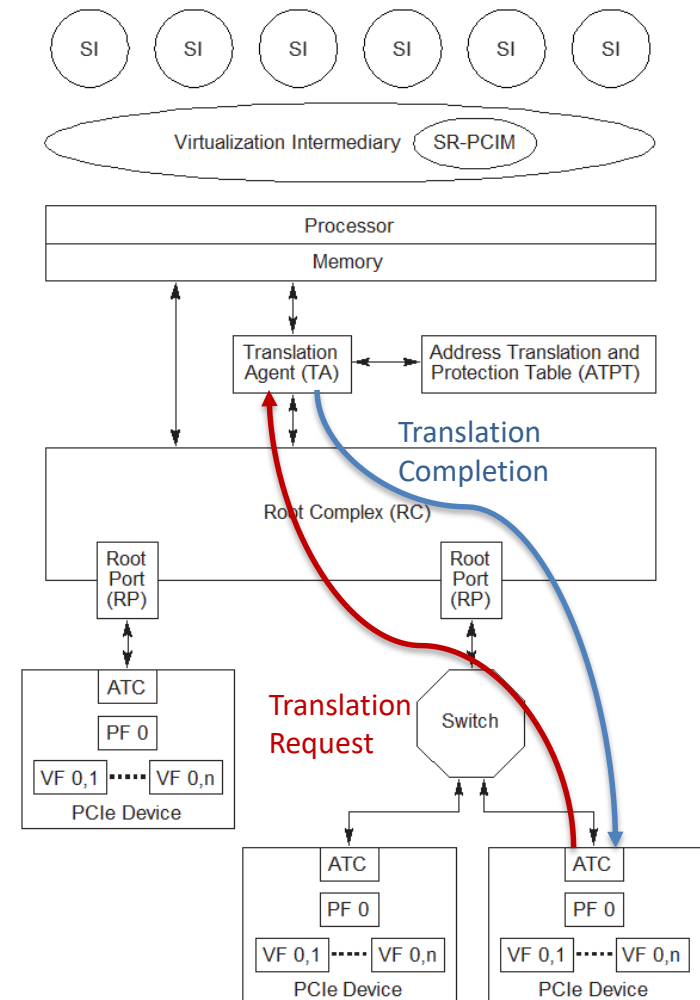 SI SI SI SI SI SI
Virtualization Intermediary SR-PCIM
Processor
Memory
Translation
Agent (TA)
Address Translation and
Protection Table (ATPT)
Translation
Completion
Root Complex (RC)
Root
Port
(RP)
Root
Port
(RP)
ATC
PF 0
VF 0,1 VF 0,n
PCIe Device
Translation
Request
Switch
ATC
PF 0
VF 0,1 VF 0,n
PCIe Device
ATC
PF 0
VF 0,1 VF 0,n
PCIe Device